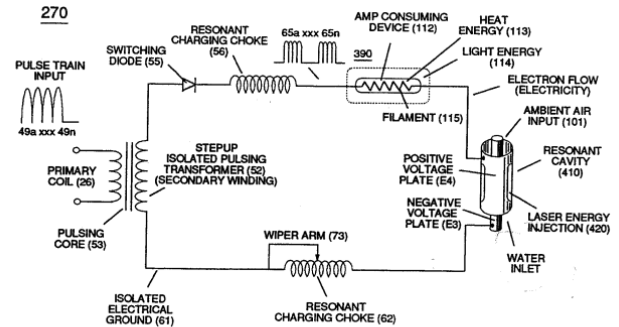 270
PULSE TRAIN
INPUT
49a xxx 49n
SWITCHING
DIODE (55)
RESONANT
CHARGING CHOKE
(56)
65a xxx 65n
390
AMP CONSUMING
DEVICE (112)
HEAT
ENERGY (113)
LIGHT ENERGY
(114)
FILAMENT (115)
ELECTRON FLOW
(ELECTRICITY)
AMBIENT AIR
INPUT (101)
RESONANT
CAVITY
(410)
POSITIVE
VOLTAGE
PLATE (E4)
NEGATIVE
VOLTAGE
PLATE (E3)
LASER ENERGY
INJECTION (420)
WATER
INLET
PRIMARY
COIL (26)
STEPUP
ISOLATED PULSING
TRANSFORMER (52)
(SECONDARY WINDING)
PULSING
CORE (53)
WIPER ARM (73)
ISOLATED
ELECTRICAL
GROUND (61)
RESONANT
CHARGING CHOKE (62)